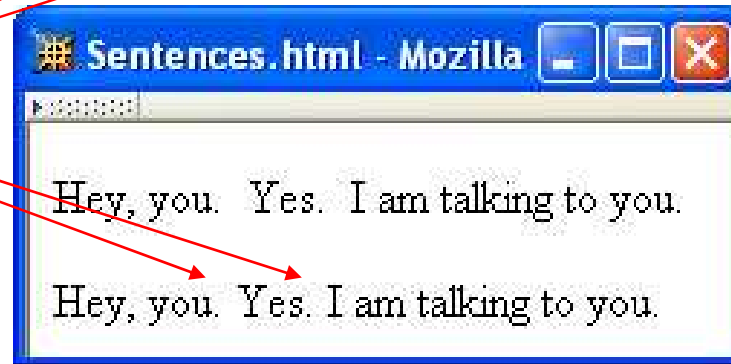 Sentences.html - Mozilla
Hey, you.  Yes.  I am talking to you.
Hey, you. Yes. I am talking to you.